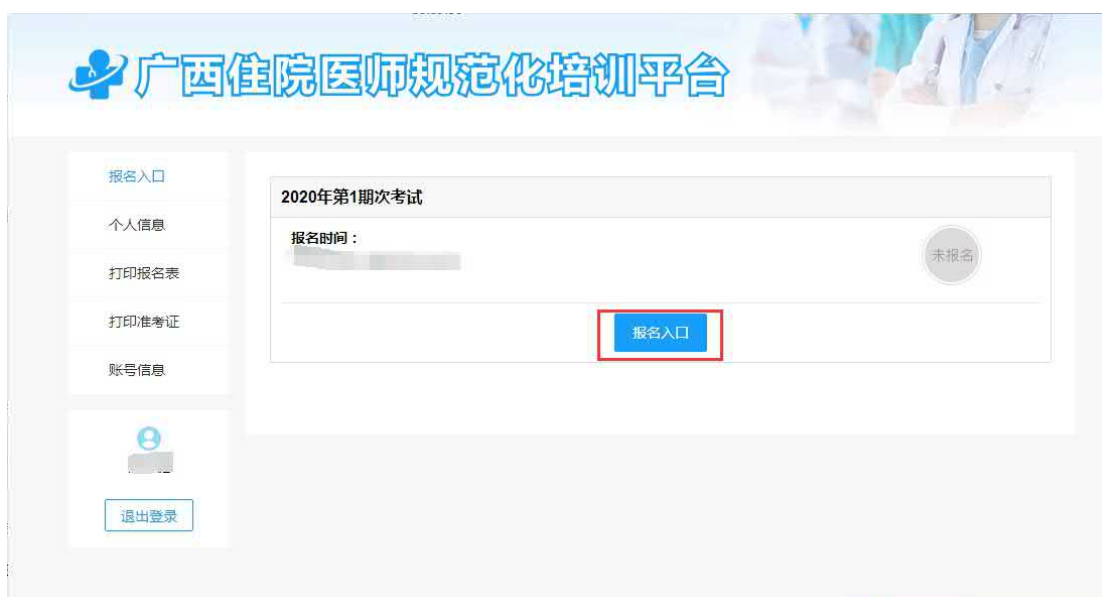 广西住院医师规范化培训平台
报名入口
个人信息
打印报名表
打印准考证
账号信息
退出登录
2020年第1期次考试
报名时间：
未报名
报名入口